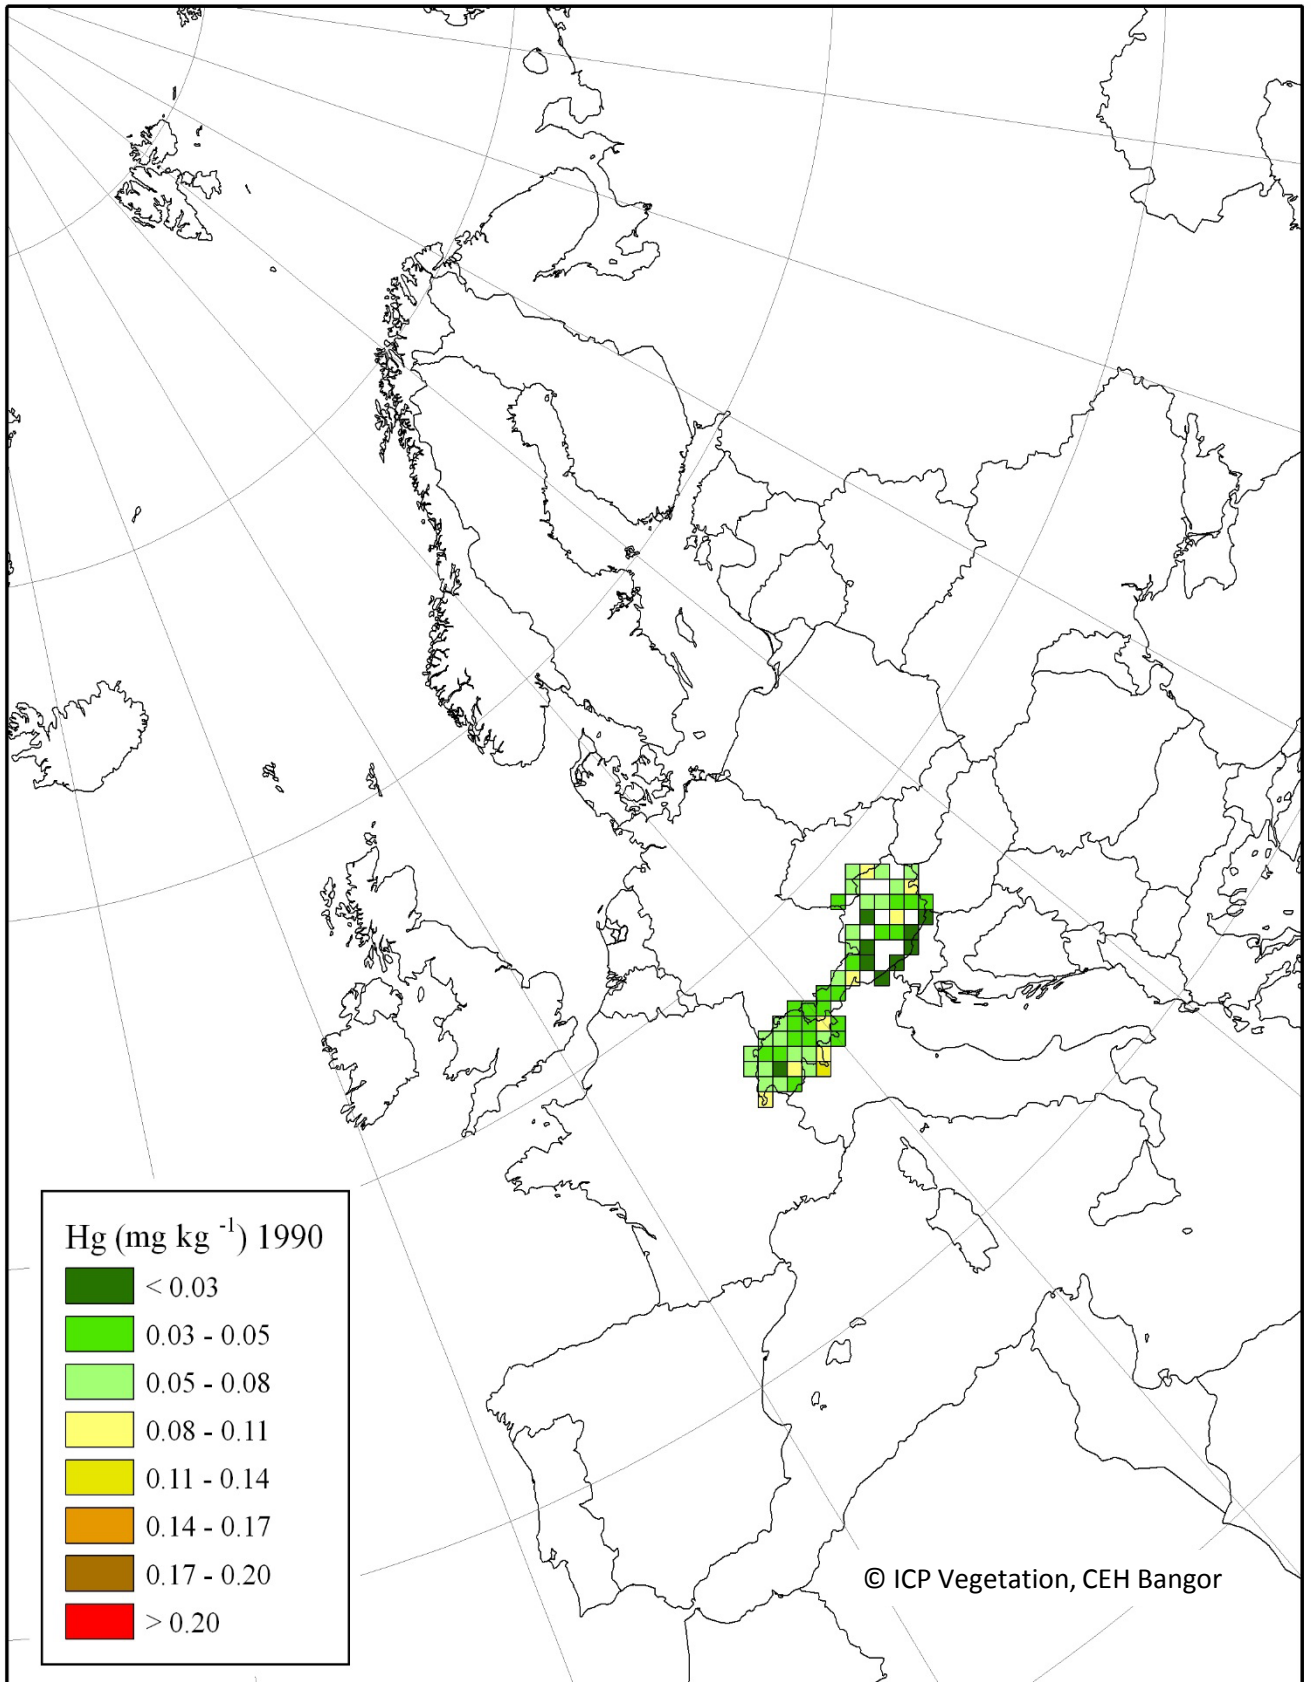 Hg (mg kg ⁻¹) 1990
< 0.03
0.03 - 0.05
0.05 - 0.08
0.08 - 0.11
0.11 - 0.14
0.14 - 0.17
0.17 - 0.20
> 0.20
© ICP Vegetation, CEH Bangor